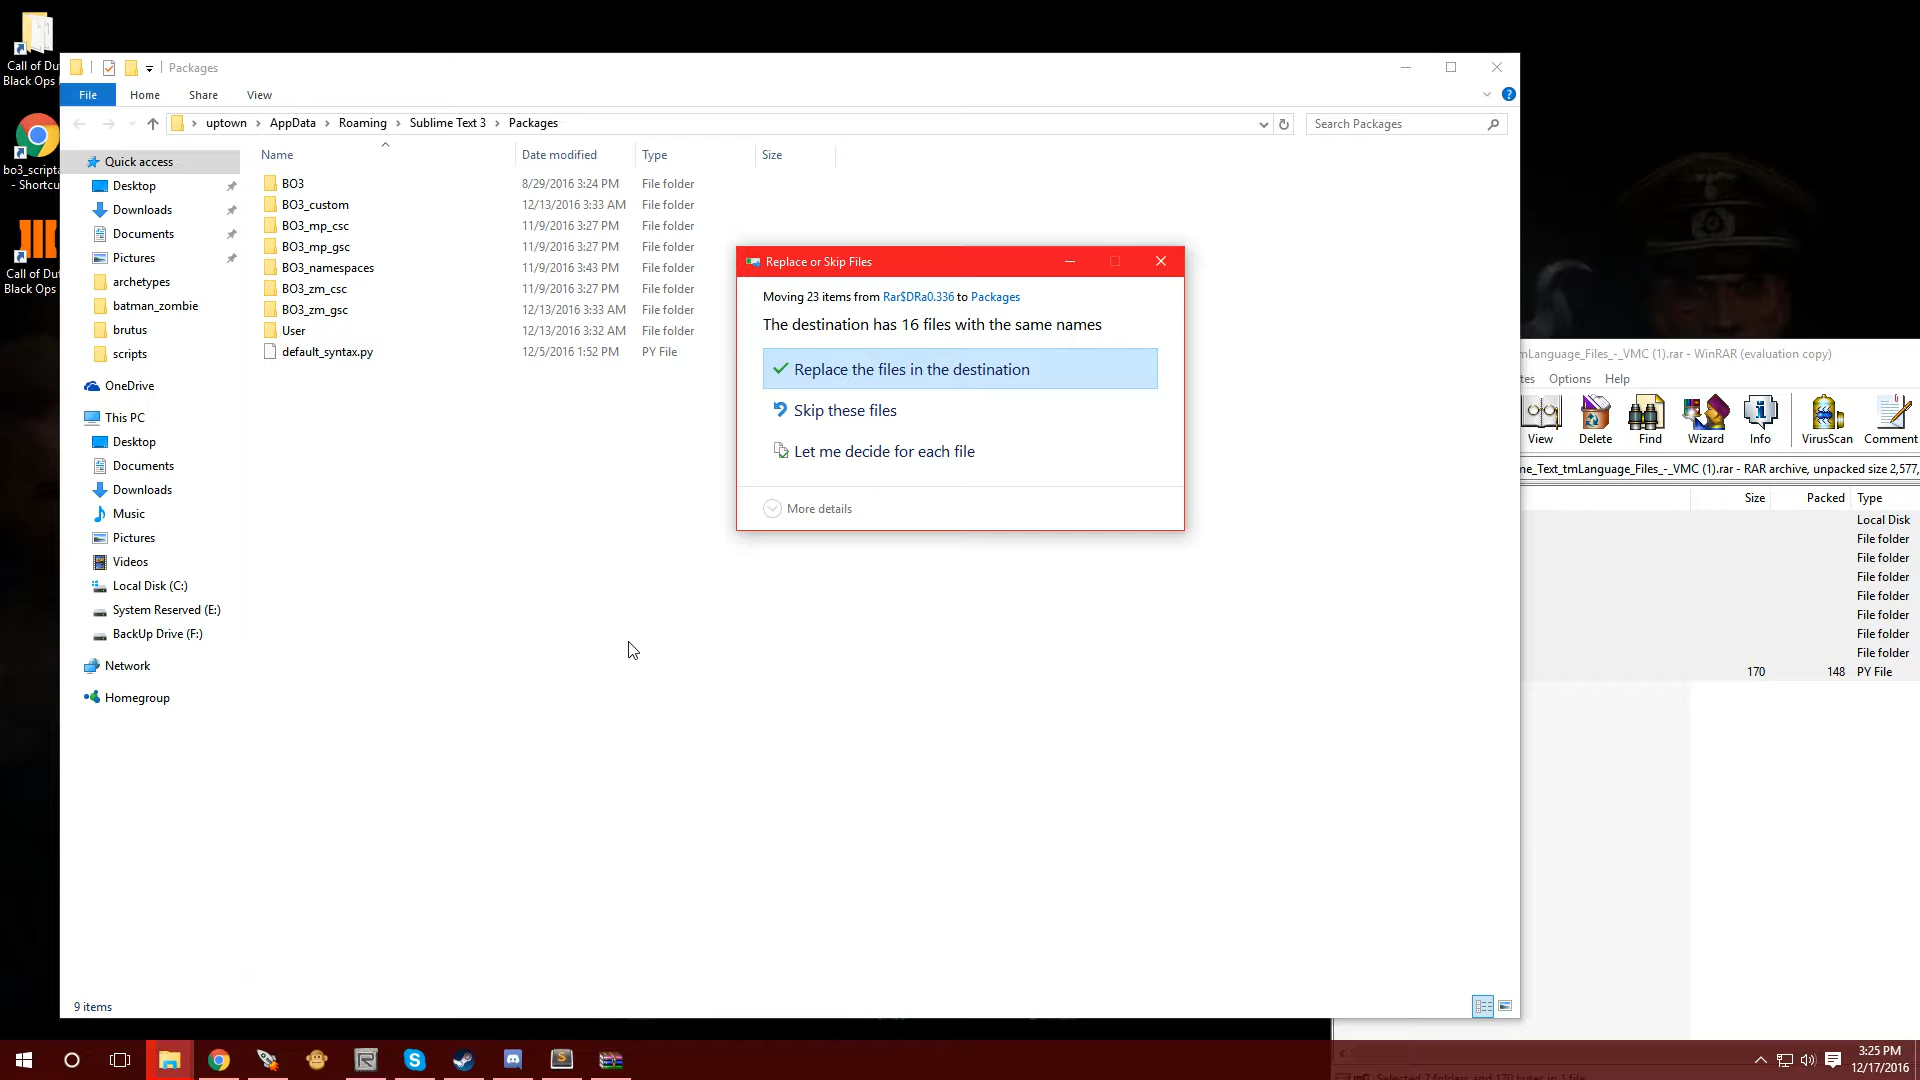 Call of Du
Black Ops
bo3_scripta
- Shortcu
Call of Dut
Black Ops
Packages
File
Home
Share
View
uptown
AppData
Roaming
Sublime Text 3
Packages
Search Packages
Name
Date modified
Type
Size
BO3 8/29/2016 3:24 PM File folder
BO3_custom 12/13/2016 3:33 AM File folder
BO3_mp_csc 11/9/2016 3:27 PM File folder
BO3_mp_gsc 11/9/2016 3:27 PM File folder
BO3_namespaces 11/9/2016 3:43 PM File folder
BO3_zm_csc 11/9/2016 3:27 PM File folder
BO3_zm_gsc 12/13/2016 3:33 AM File folder
User 12/13/2016 3:32 AM File folder
default_syntax.py 12/5/2016 1:52 PM PY File
Quick access
Desktop
Downloads
Documents
Pictures
archetypes
batman_zombie
brutus
scripts
OneDrive
This PC
Desktop
Documents
Downloads
Music
Pictures
Videos
Local Disk (C:)
System Reserved (E:)
BackUp Drive (F:)
Network
Homegroup
9 items
Replace or Skip Files
Moving 23 items from Rar$DRa0.336 to Packages
The destination has 16 files with the same names
Replace the files in the destination
Skip these files
Let me decide for each file
More details
nLanguage_Files_-_VMC (1).rar - WinRAR (evaluation copy)
tes
Options
Help
View
Delete
Find
Wizard
Info
VirusScan
Comment
ne_Text_tmLanguage_Files_-_VMC (1).rar - RAR archive, unpacked size 2,577,
Size
Packed
Type
Local Disk
File folder
File folder
File folder
File folder
File folder
File folder
File folder
170 148 PY File
Selected 7 folders and 170 bytes in 1 file
3:25 PM
12/17/2016